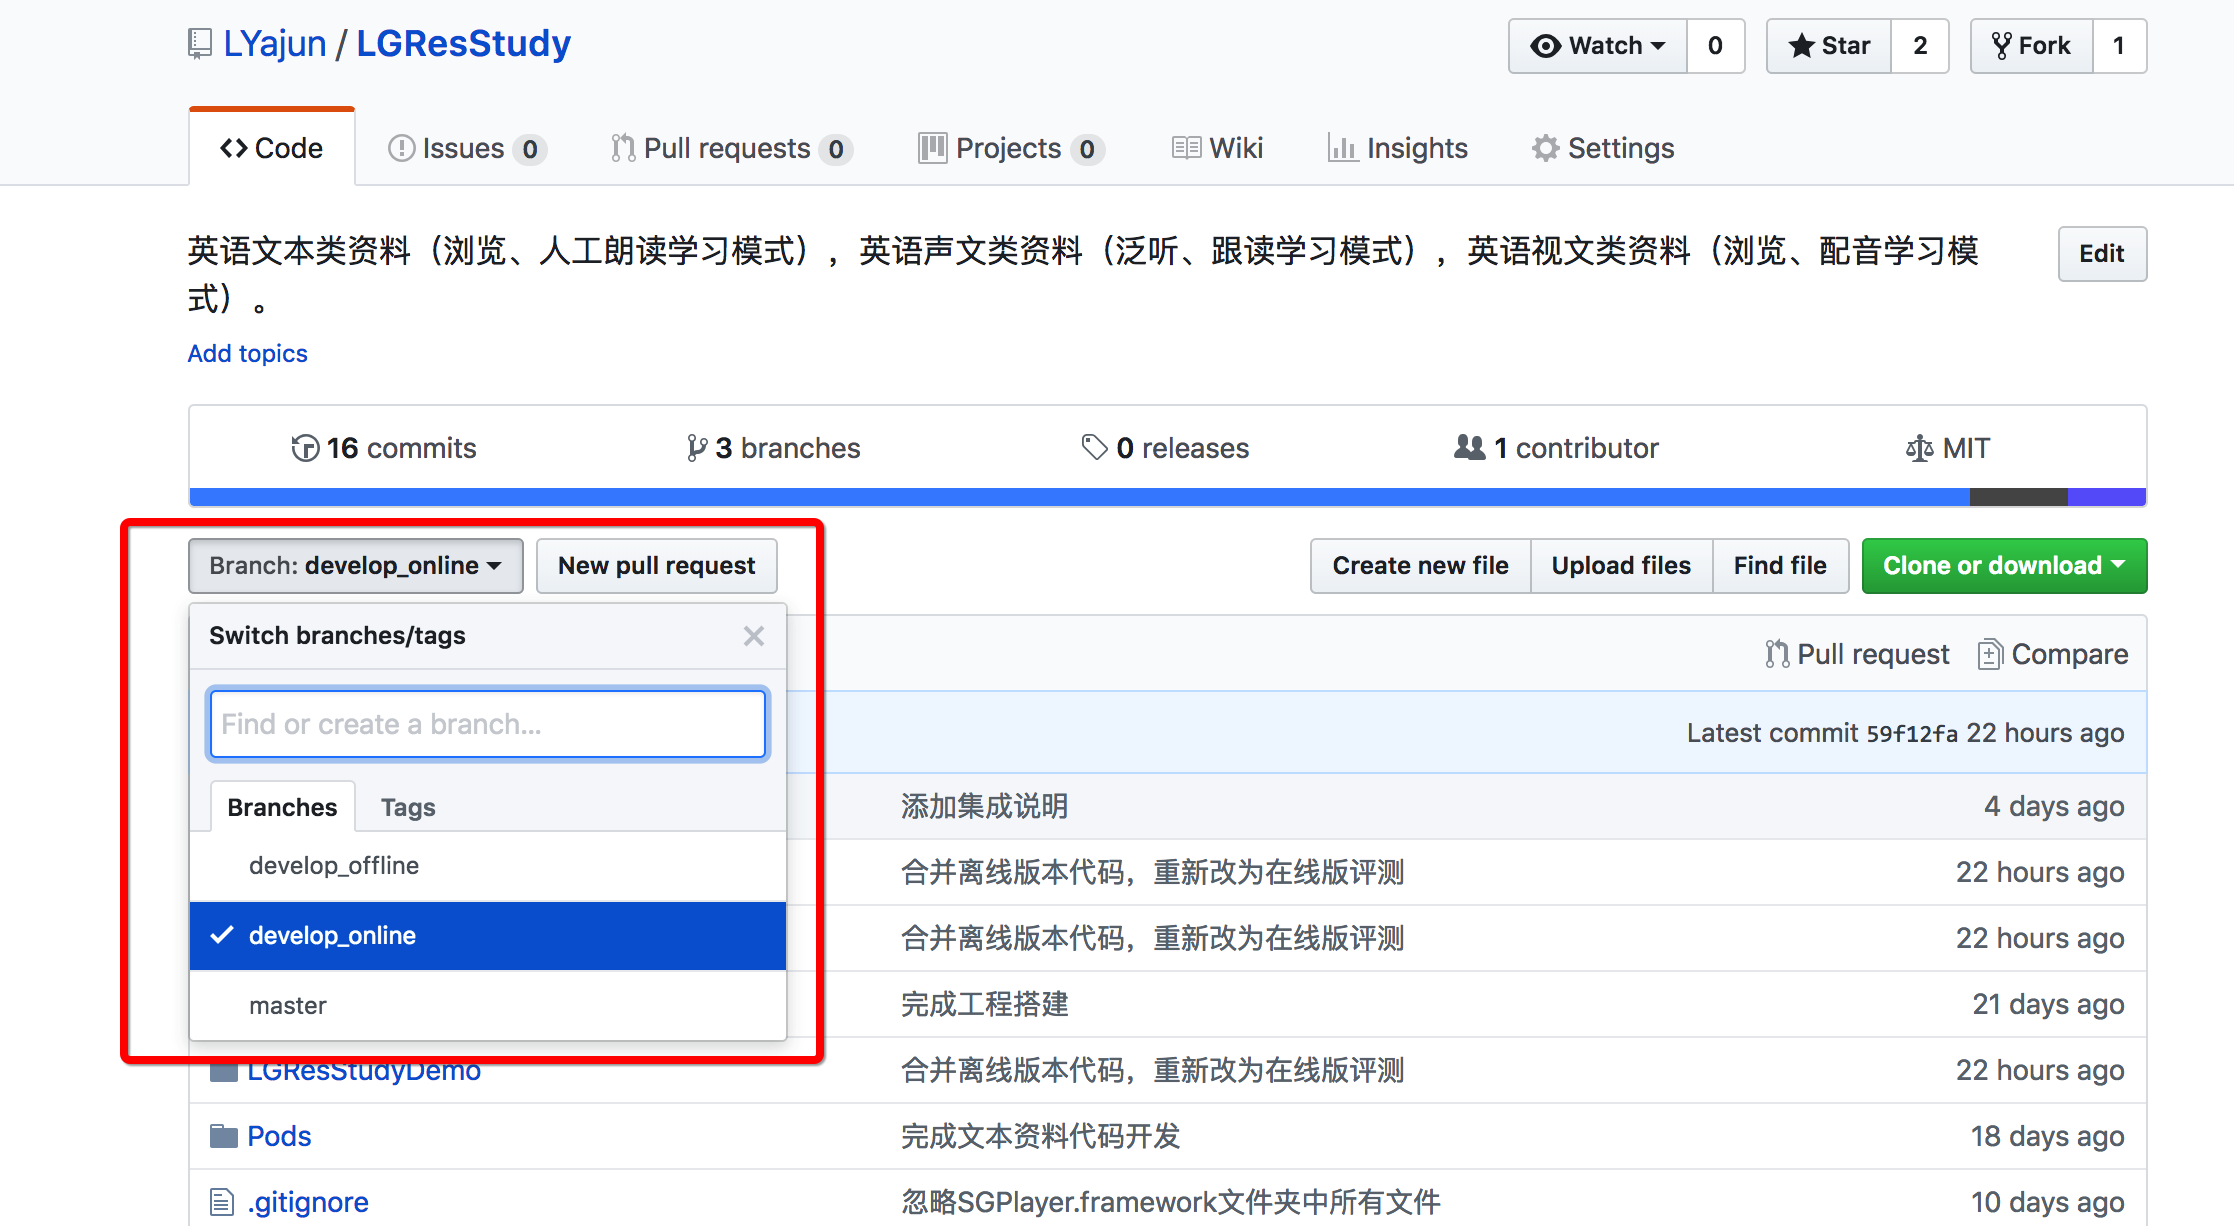 LYajun / LGResStudy
Watch 0 Star 2 Fork 1
Code Issues 0 Pull requests 0 Projects 0 Wiki Insights Settings
英语文本类资料（浏览、人工朗读学习模式），英语声文类资料（泛听、跟读学习模式），英语视文类资料（浏览、配音学习模
式）。
Edit
Add topics
16 commits 3 branches 0 releases 1 contributor MIT
Branch: develop_online New pull request Create new file Upload files Find file Clone or download
Switch branches/tags
Pull request Compare
Find or create a branch...
Latest commit 59f12fa 22 hours ago
Branches Tags
添加集成说明 4 days ago
develop_offline
合并离线版本代码，重新改为在线版评测 22 hours ago
develop_online
合并离线版本代码，重新改为在线版评测 22 hours ago
master
完成工程搭建 21 days ago
LGResStudyDemo 合并离线版本代码，重新改为在线版评测 22 hours ago
Pods 完成文本资料代码开发 18 days ago
.gitignore 忽略SGPlayer.framework文件夹中所有文件 10 days ago